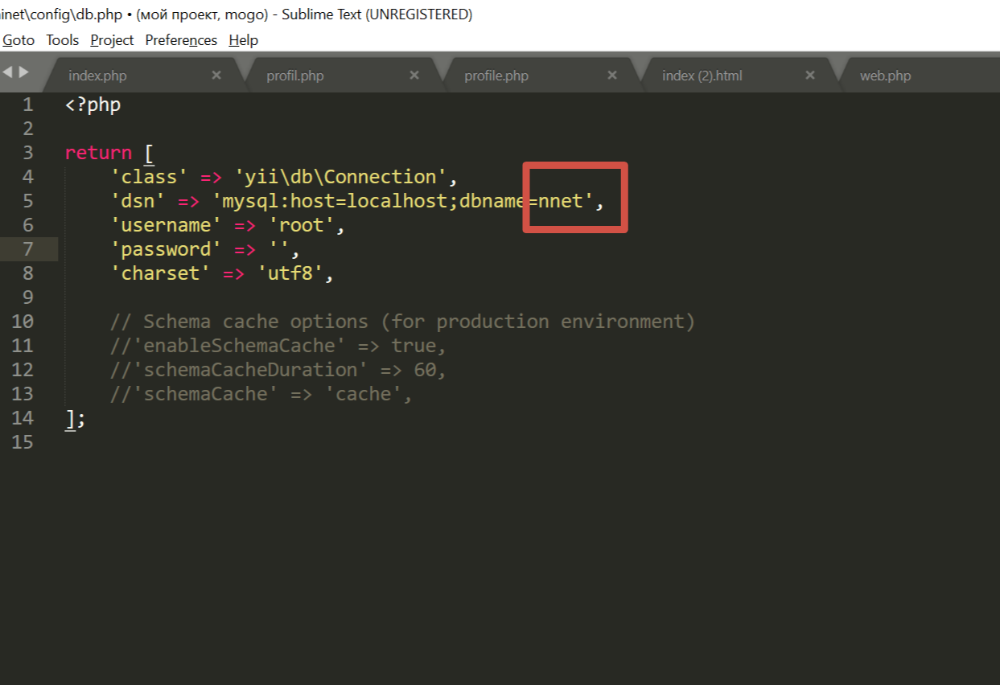 inet\config\db.php • (мой проект, mogo) - Sublime Text (UNREGISTERED)
Goto Tools Project Preferences Help
index.php × profil.php × profile.php × index (2).html × web.php
1 <?php
2
3 return [
4 'class' => 'yii\db\Connection',
5 'dsn' => 'mysql:host=localhost;dbname=nnet',
6 'username' => 'root',
7 'password' => '',
8 'charset' => 'utf8',
9
10 // Schema cache options (for production environment)
11 //'enableSchemaCache' => true,
12 //'schemaCacheDuration' => 60,
13 //'schemaCache' => 'cache',
14 ];
15